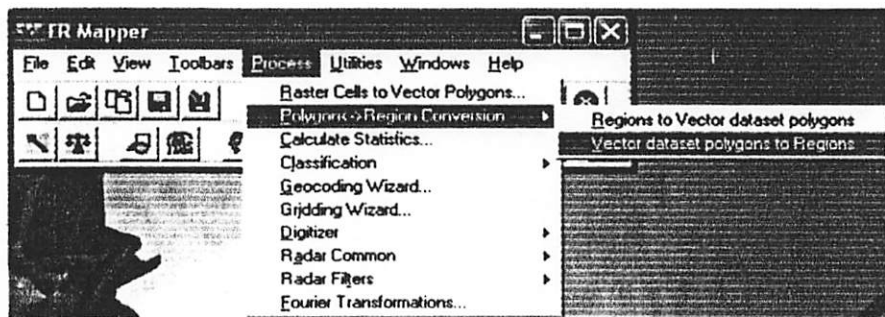 ER Mapper
File Edit View Toolbars Process Utilities Windows Help
Raster Cells to Vector Polygons...
Polygons->Region Conversion
Regions to Vector dataset polygons
Calculate Statistics...
Vector dataset polygons to Regions
Classification
Geocoding Wizard...
Gridding Wizard...
Digitizer
Radar Common
Radar Filters
Fourier Transformations...